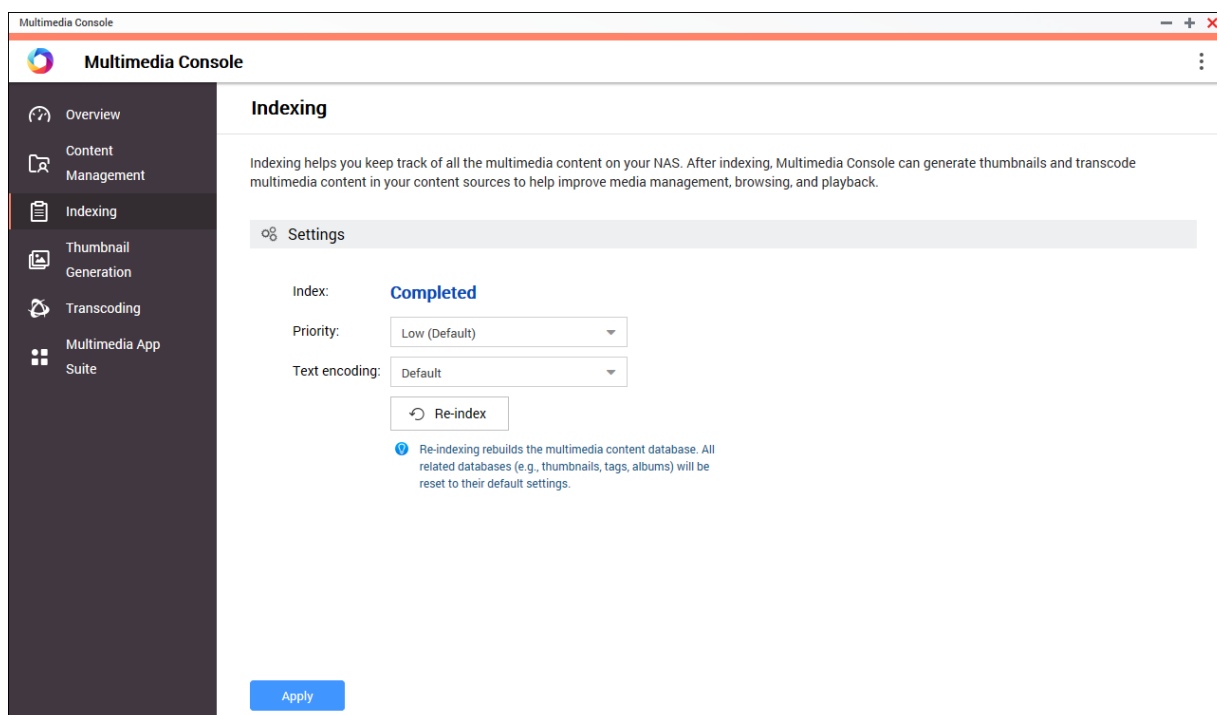 Multimedia Console
Multimedia Console
Overview
Content
Management
Indexing
Thumbnail
Generation
Transcoding
Multimedia App
Suite
Indexing
Indexing helps you keep track of all the multimedia content on your NAS. After indexing, Multimedia Console can generate thumbnails and transcode
multimedia content in your content sources to help improve media management, browsing, and playback.
Settings
Index: Completed
Priority: Low (Default)
Text encoding: Default
Re-index
Re-indexing rebuilds the multimedia content database. All
related databases (e.g., thumbnails, tags, albums) will be
reset to their default settings.
Apply